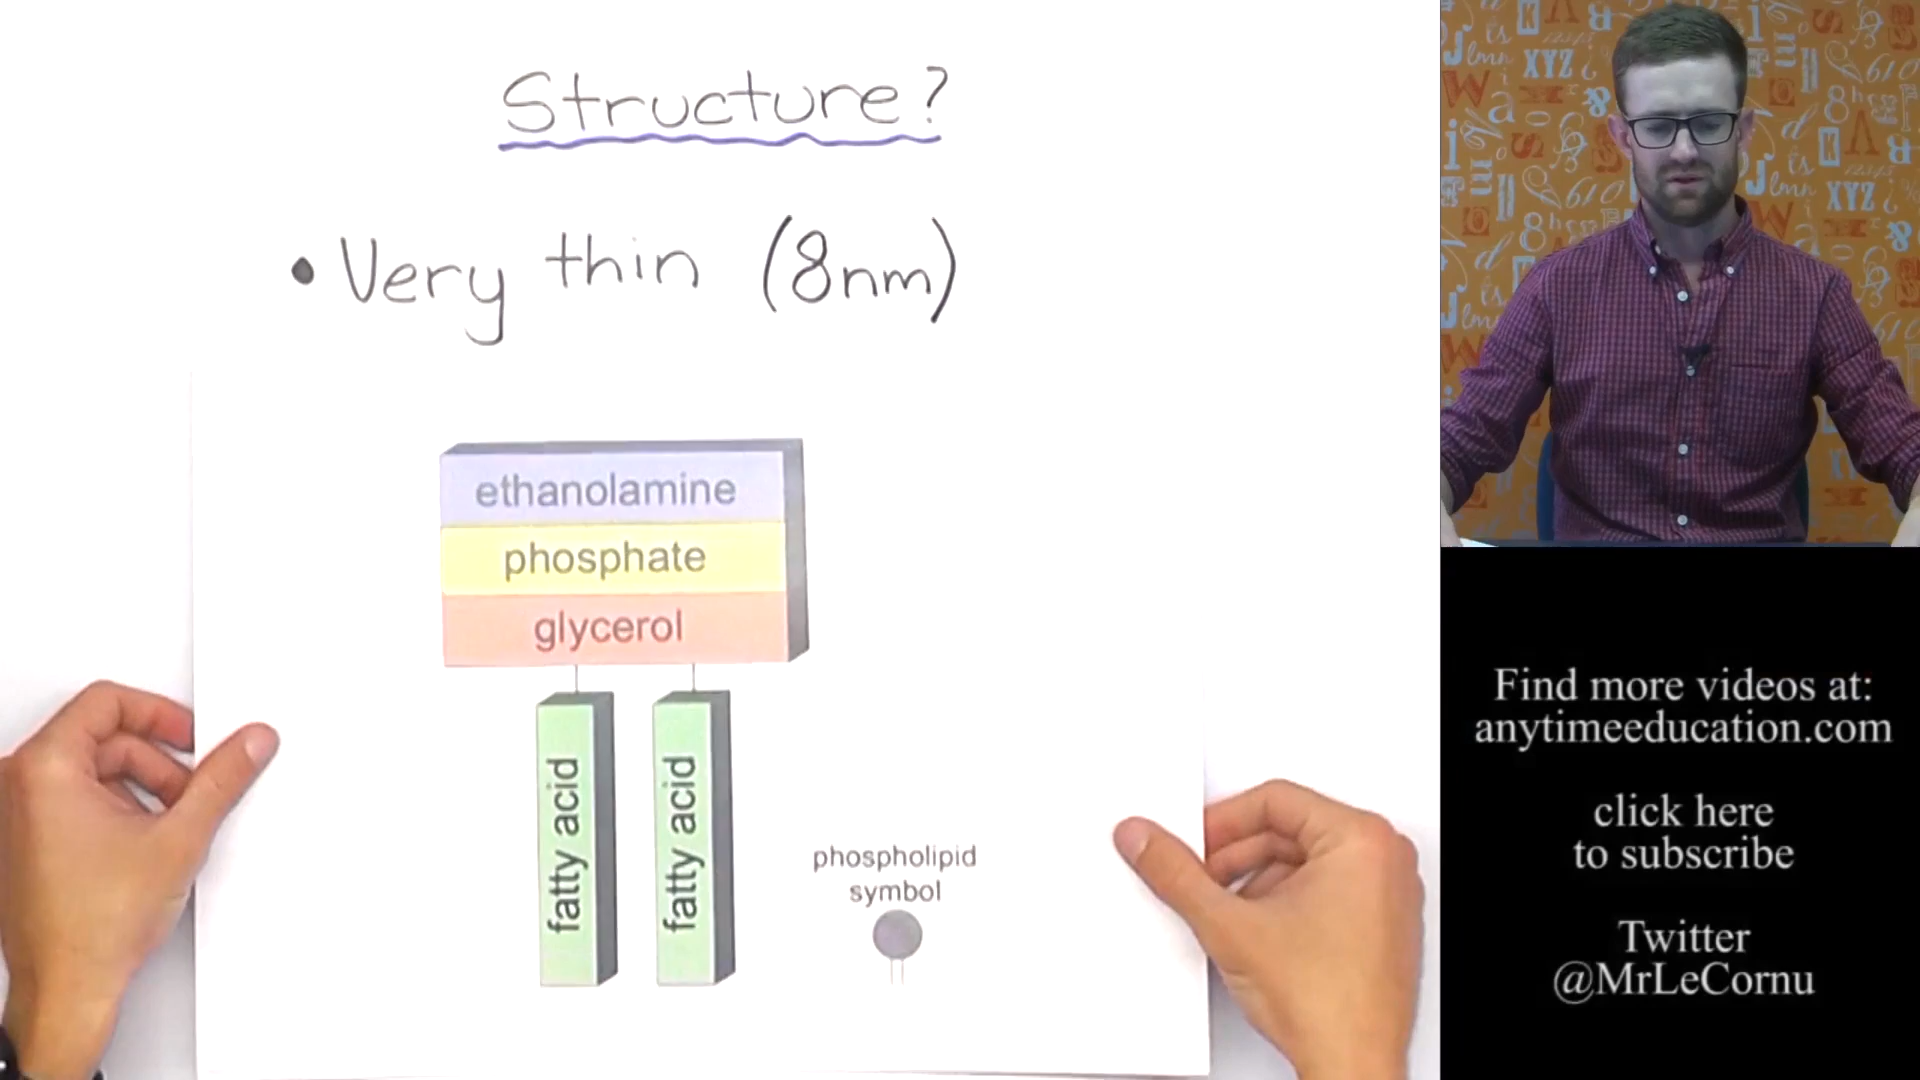 Structure?
• Very thin (8nm)
ethanolamine
phosphate
glycerol
fatty acid
fatty acid
phospholipid
symbol
Find more videos at:
anytimeeducation.com
click here
to subscribe
Twitter
@MrLeCornu